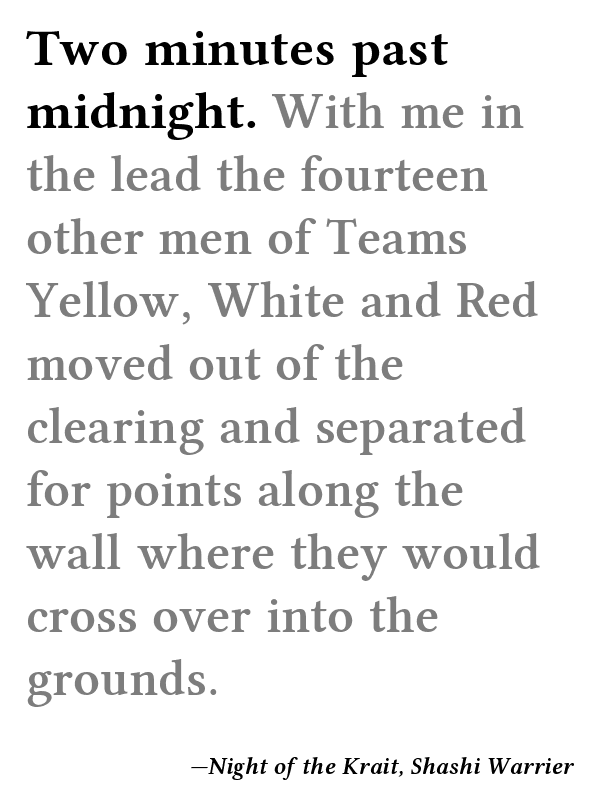 Two minutes past
midnight. With me in
the lead the fourteen
other men of Teams
Yellow, White and Red
moved out of the
clearing and separated
for points along the
wall where they would
cross over into the
grounds.
—Night of the Krait, Shashi Warrier